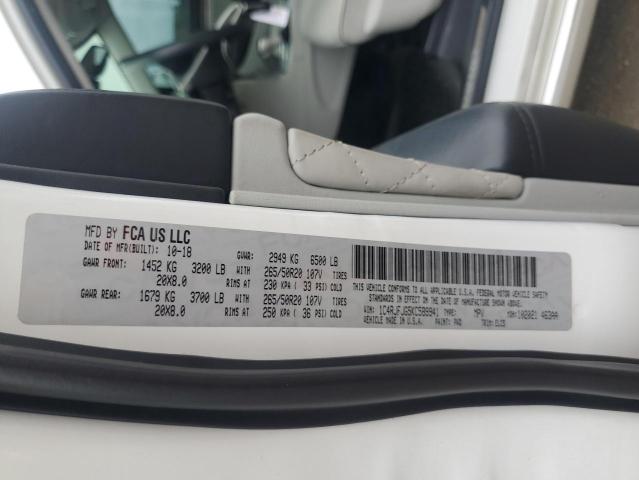 MFD BY FCA US LLC
DATE OF MFR(BUILT): 10-18 GVWR: 2949 KG 6500 LB
GAWR FRONT: 1452 KG 3200 LB WITH 265/50R20 107V TIRES
20X8.0 RIMS AT 230 KPA ( 33 PSI) COLD
GAWR REAR: 1679 KG 3700 LB WITH 265/50R20 107V TIRES
20X8.0 RIMS AT 250 KPA ( 36 PSI) COLD
THIS VEHICLE CONFORMS TO ALL APPLICABLE U.S.A. FEDERAL MOTOR VEHICLE SAFETY
STANDARDS IN EFFECT ON THE DATE OF MANUFACTURE SHOWN ABOVE.
VIN: TYPE: MPV
VEHICLE MADE IN U.S.A. PAINT: TRIM: